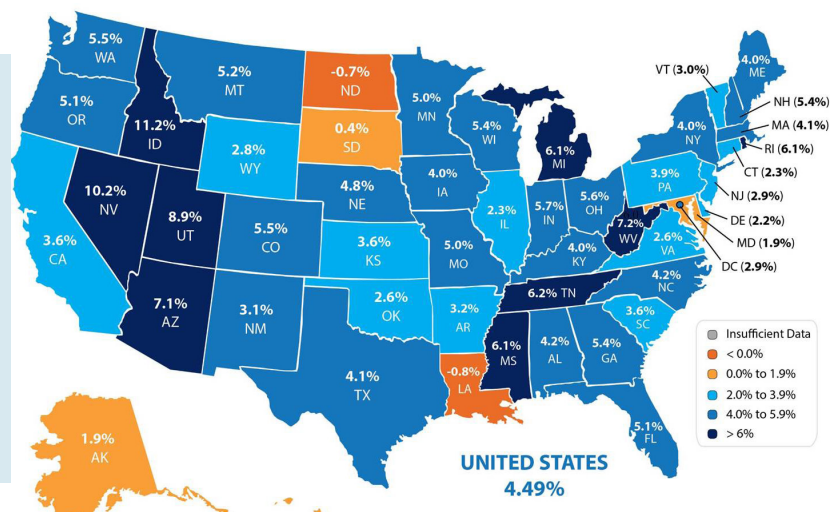 5.5%
WA
5.2%
MT
-0.7%
ND
5.0%
MN
VT (3.0%)
4.0%
ME
5.1%
OR
11.2%
ID
0.4%
SD
5.4%
WI
6.1%
MI
4.0%
NY
NH (5.4%)
MA (4.1%)
RI (6.1%)
CT (2.3%)
NJ (2.9%)
DE (2.2%)
MD (1.9%)
DC (2.9%)
2.8%
WY
10.2%
NV
8.9%
UT
5.5%
CO
4.8%
NE
4.0%
IA
2.3%
IL
5.7%
IN
5.6%
OH
3.9%
PA
3.6%
CA
3.6%
KS
5.0%
MO
4.0%
KY
7.2%
WV
2.6%
VA
7.1%
AZ
3.1%
NM
2.6%
OK
3.2%
AR
6.2% TN
4.2%
NC
3.6%
SC
4.1%
TX
-0.8%
LA
6.1%
MS
4.2%
AL
5.4%
GA
5.1%
FL
1.9%
AK
Insufficient Data
< 0.0%
0.0% to 1.9%
2.0% to 3.9%
4.0% to 5.9%
> 6%
UNITED STATES
4.49%